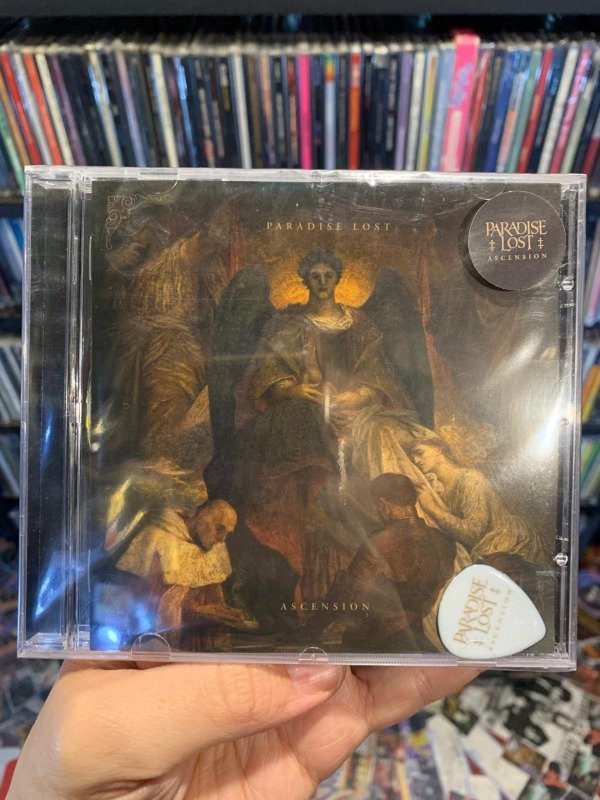 PARADISE LOST
PARADISE
‡ LOST ‡
ASCENSION
ASCENSION
PARADISE
‡ LOST ‡
ASCENSION